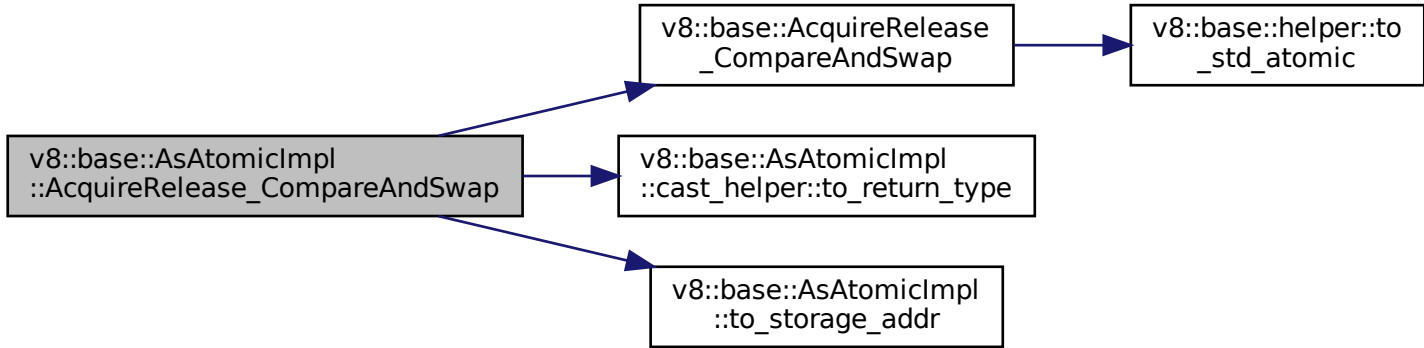 v8::base::AsAtomicImpl
::AcquireRelease_CompareAndSwap
v8::base::AcquireRelease
_CompareAndSwap
v8::base::helper::to
_std_atomic
v8::base::AsAtomicImpl
::cast_helper::to_return_type
v8::base::AsAtomicImpl
::to_storage_addr